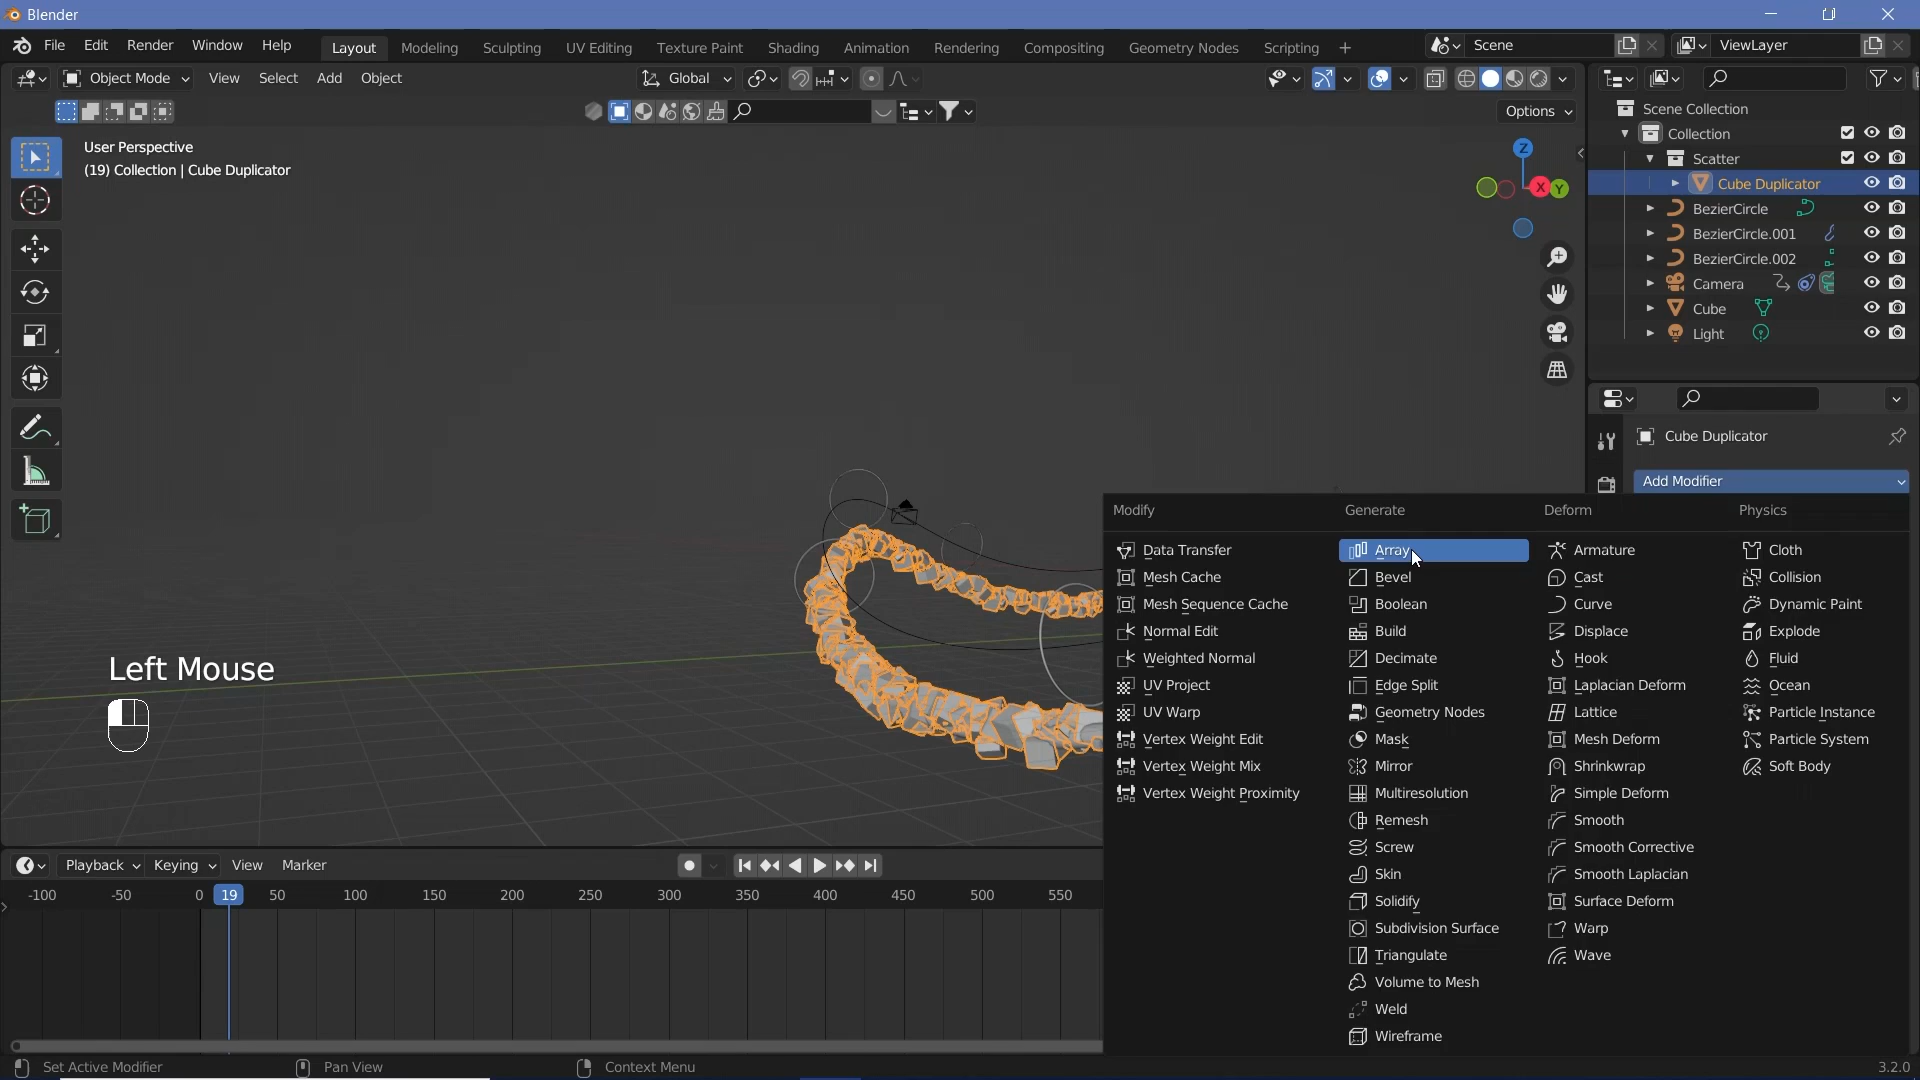 Blender
File Edit Render Window Help Layout Modeling Sculpting UV Editing Texture Paint Shading Animation Rendering Compositing Geometry Nodes Scripting + Scene ViewLayer
Object Mode View Select Add Object Global
Options
User Perspective
(19) Collection | Cube Duplicator
Z
X
Y
Scene Collection
Collection
Scatter
Cube Duplicator
BezierCircle
BezierCircle.001
BezierCircle.002
Camera
Cube
Light
Cube Duplicator
Add Modifier
Modify Generate Deform Physics
Data Transfer Array Armature Cloth
Mesh Cache Bevel Cast Collision
Mesh Sequence Cache Boolean Curve Dynamic Paint
Normal Edit Build Displace Explode
Weighted Normal Decimate Hook Fluid
UV Project Edge Split Laplacian Deform Ocean
UV Warp Geometry Nodes Lattice Particle Instance
Vertex Weight Edit Mask Mesh Deform Particle System
Vertex Weight Mix Mirror Shrinkwrap Soft Body
Vertex Weight Proximity Multiresolution Simple Deform
Remesh Smooth
Screw Smooth Corrective
Skin Smooth Laplacian
Solidify Surface Deform
Subdivision Surface Warp
Triangulate Wave
Volume to Mesh
Weld
Wireframe
Left Mouse
Playback Keying View Marker
-100 -50 0 19 50 100 150 200 250 300 350 400 450 500 550
Set Active Modifier Pan View Context Menu 3.2.0